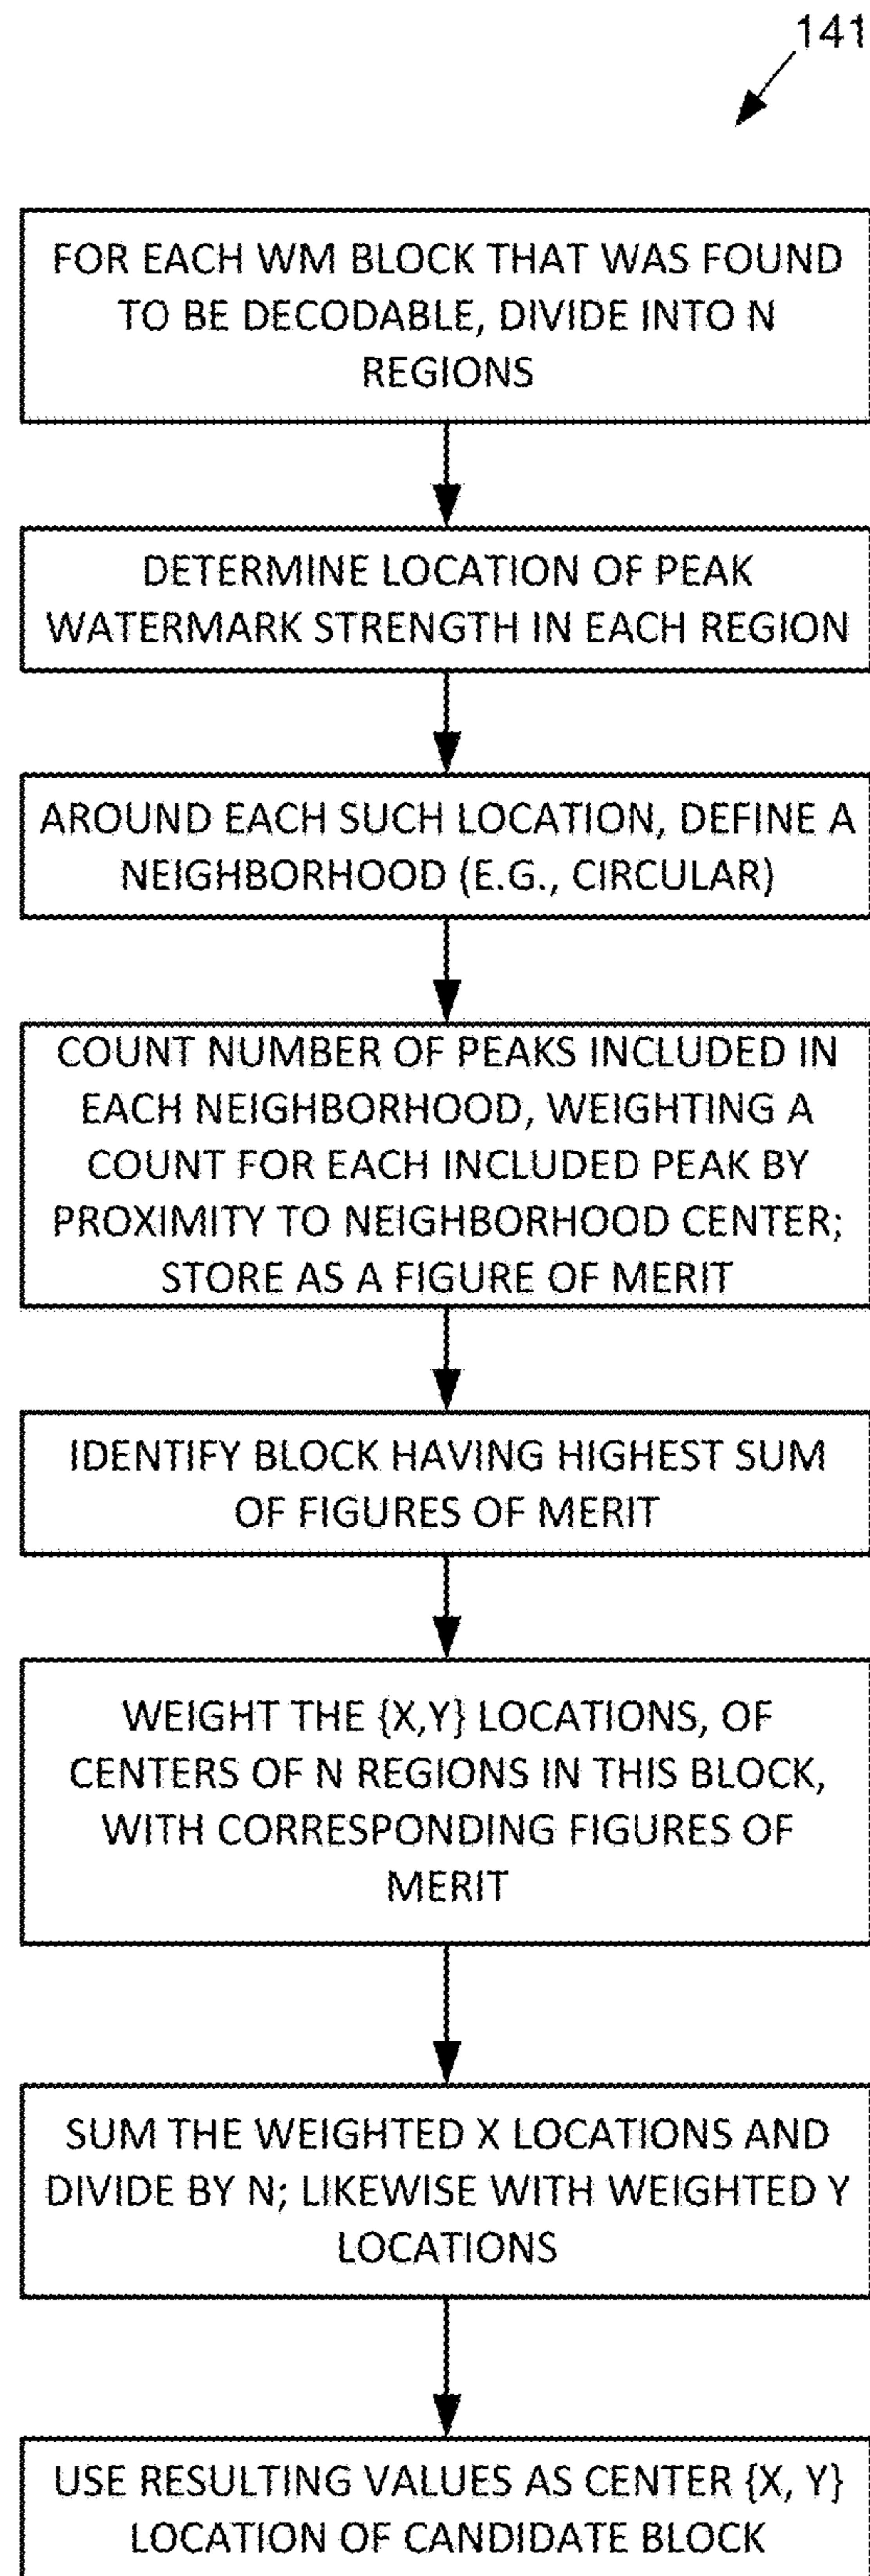 141
FOR EACH WM BLOCK THAT WAS FOUND
TO BE DECODABLE, DIVIDE INTO N
REGIONS
DETERMINE LOCATION OF PEAK
WATERMARK STRENGTH IN EACH REGION
AROUND EACH SUCH LOCATION, DEFINE A
NEIGHBORHOOD (E.G., CIRCULAR)
COUNT NUMBER OF PEAKS INCLUDED IN
EACH NEIGHBORHOOD, WEIGHTING A
COUNT FOR EACH INCLUDED PEAK BY
PROXIMITY TO NEIGHBORHOOD CENTER;
STORE AS A FIGURE OF MERIT
IDENTIFY BLOCK HAVING HIGHEST SUM
OF FIGURES OF MERIT
WEIGHT THE {X,Y} LOCATIONS, OF
CENTERS OF N REGIONS IN THIS BLOCK,
WITH CORRESPONDING FIGURES OF
MERIT
SUM THE WEIGHTED X LOCATIONS AND
DIVIDE BY N; LIKEWISE WITH WEIGHTED Y
LOCATIONS
USE RESULTING VALUES AS CENTER {X, Y}
LOCATION OF CANDIDATE BLOCK